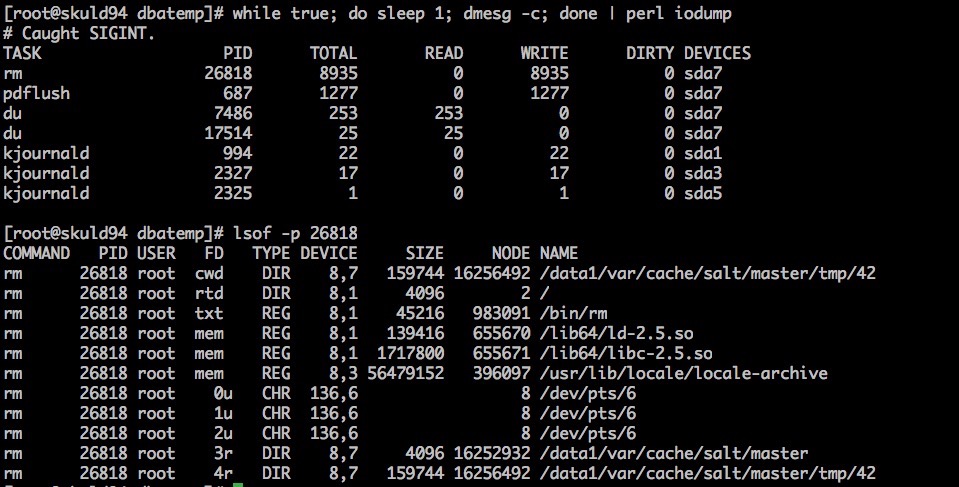 [root@skuld94 dbatemp]# while true; do sleep 1; dmesg -c; done | perl iodump
# Caught SIGINT.
TASK PID TOTAL READ WRITE DIRTY DEVICES
rm 26818 8935 0 8935 0 sda7
pdflush 687 1277 0 1277 0 sda7
du 7486 253 253 0 0 sda7
du 17514 25 25 0 0 sda7
kjournald 994 22 0 22 0 sda1
kjournald 2327 17 0 17 0 sda3
kjournald 2325 1 0 1 0 sda5
[root@skuld94 dbatemp]# lsof -p 26818
COMMAND PID USER FD TYPE DEVICE SIZE NODE NAME
rm 26818 root cwd DIR 8,7 159744 16256492 /data1/var/cache/salt/master/tmp/42
rm 26818 root rtd DIR 8,1 4096 2 /
rm 26818 root txt REG 8,1 45216 983091 /bin/rm
rm 26818 root mem REG 8,1 139416 655670 /lib64/ld-2.5.so
rm 26818 root mem REG 8,1 1717800 655671 /lib64/libc-2.5.so
rm 26818 root mem REG 8,3 56479152 396097 /usr/lib/locale/locale-archive
rm 26818 root 0u CHR 136,6 8 /dev/pts/6
rm 26818 root 1u CHR 136,6 8 /dev/pts/6
rm 26818 root 2u CHR 136,6 8 /dev/pts/6
rm 26818 root 3r DIR 8,7 4096 16252932 /data1/var/cache/salt/master
rm 26818 root 4r DIR 8,7 159744 16256492 /data1/var/cache/salt/master/tmp/42